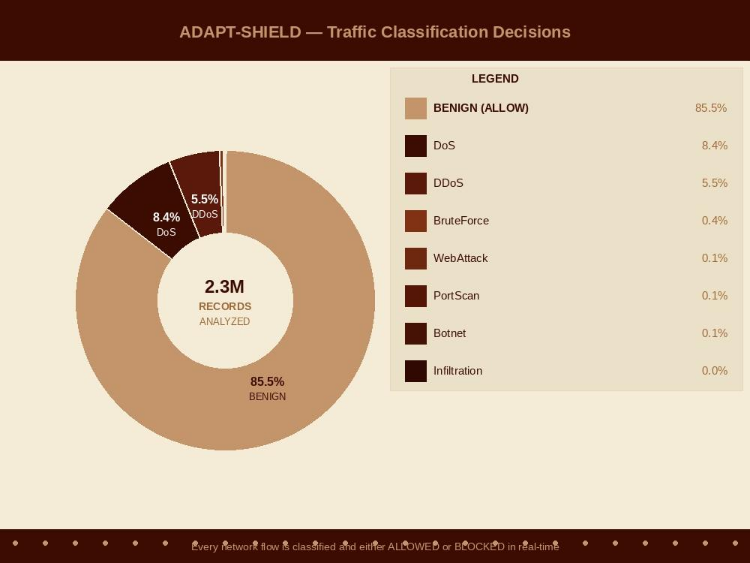 ADAPT-SHIELD — Traffic Classification Decisions
LEGEND
BENIGN (ALLOW) 85.5%
DoS 8.4%
DDoS 5.5%
BruteForce 0.4%
WebAttack 0.1%
PortScan 0.1%
Botnet 0.1%
Infiltration 0.0%
5.5%
DDoS
8.4%
DoS
2.3M
RECORDS
ANALYZED
85.5%
BENIGN
Every network flow is classified and either ALLOWED or BLOCKED in real-time